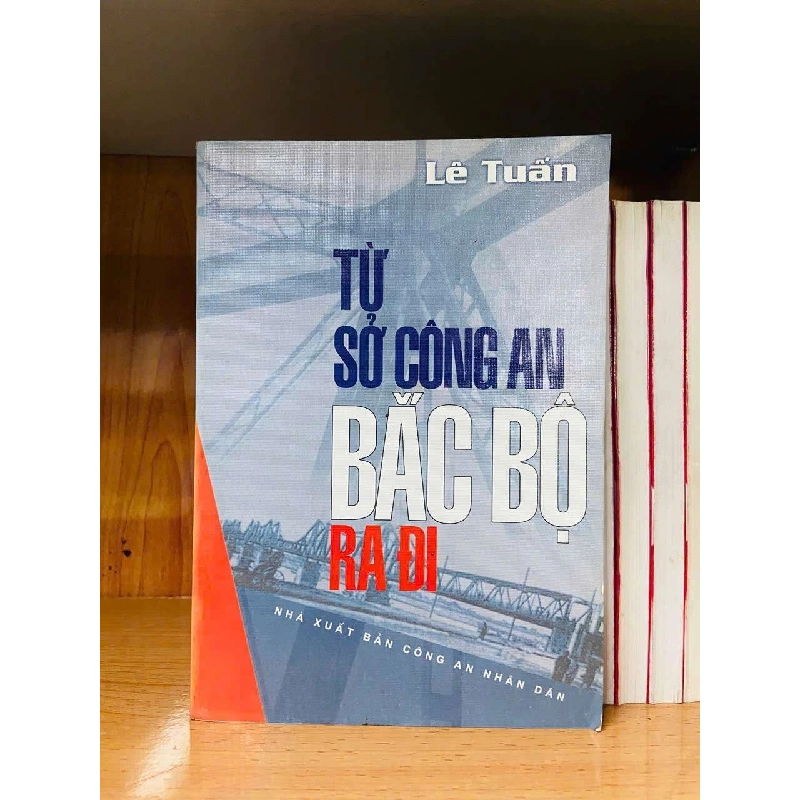 Lê Tuấn
TỪ
SỞ CÔNG AN
BẮC BỘ
RA ĐI
NHÀ XUẤT BẢN CÔNG AN NHÂN DÂN